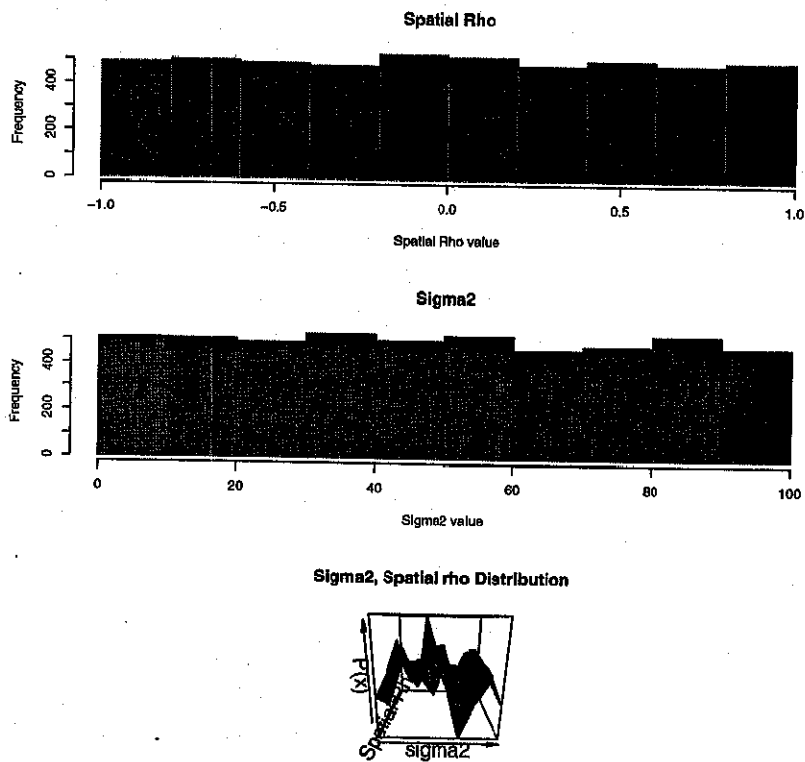 Spatial Rho
Frequency
0 200 400
-1.0 -0.5 0.0 0.5 1.0
Spatial Rho value
Sigma2
Frequency
0 200 400
0 20 40 60 80 100
Sigma2 value
Sigma2, Spatial rho Distribution
P(x)
sigma2